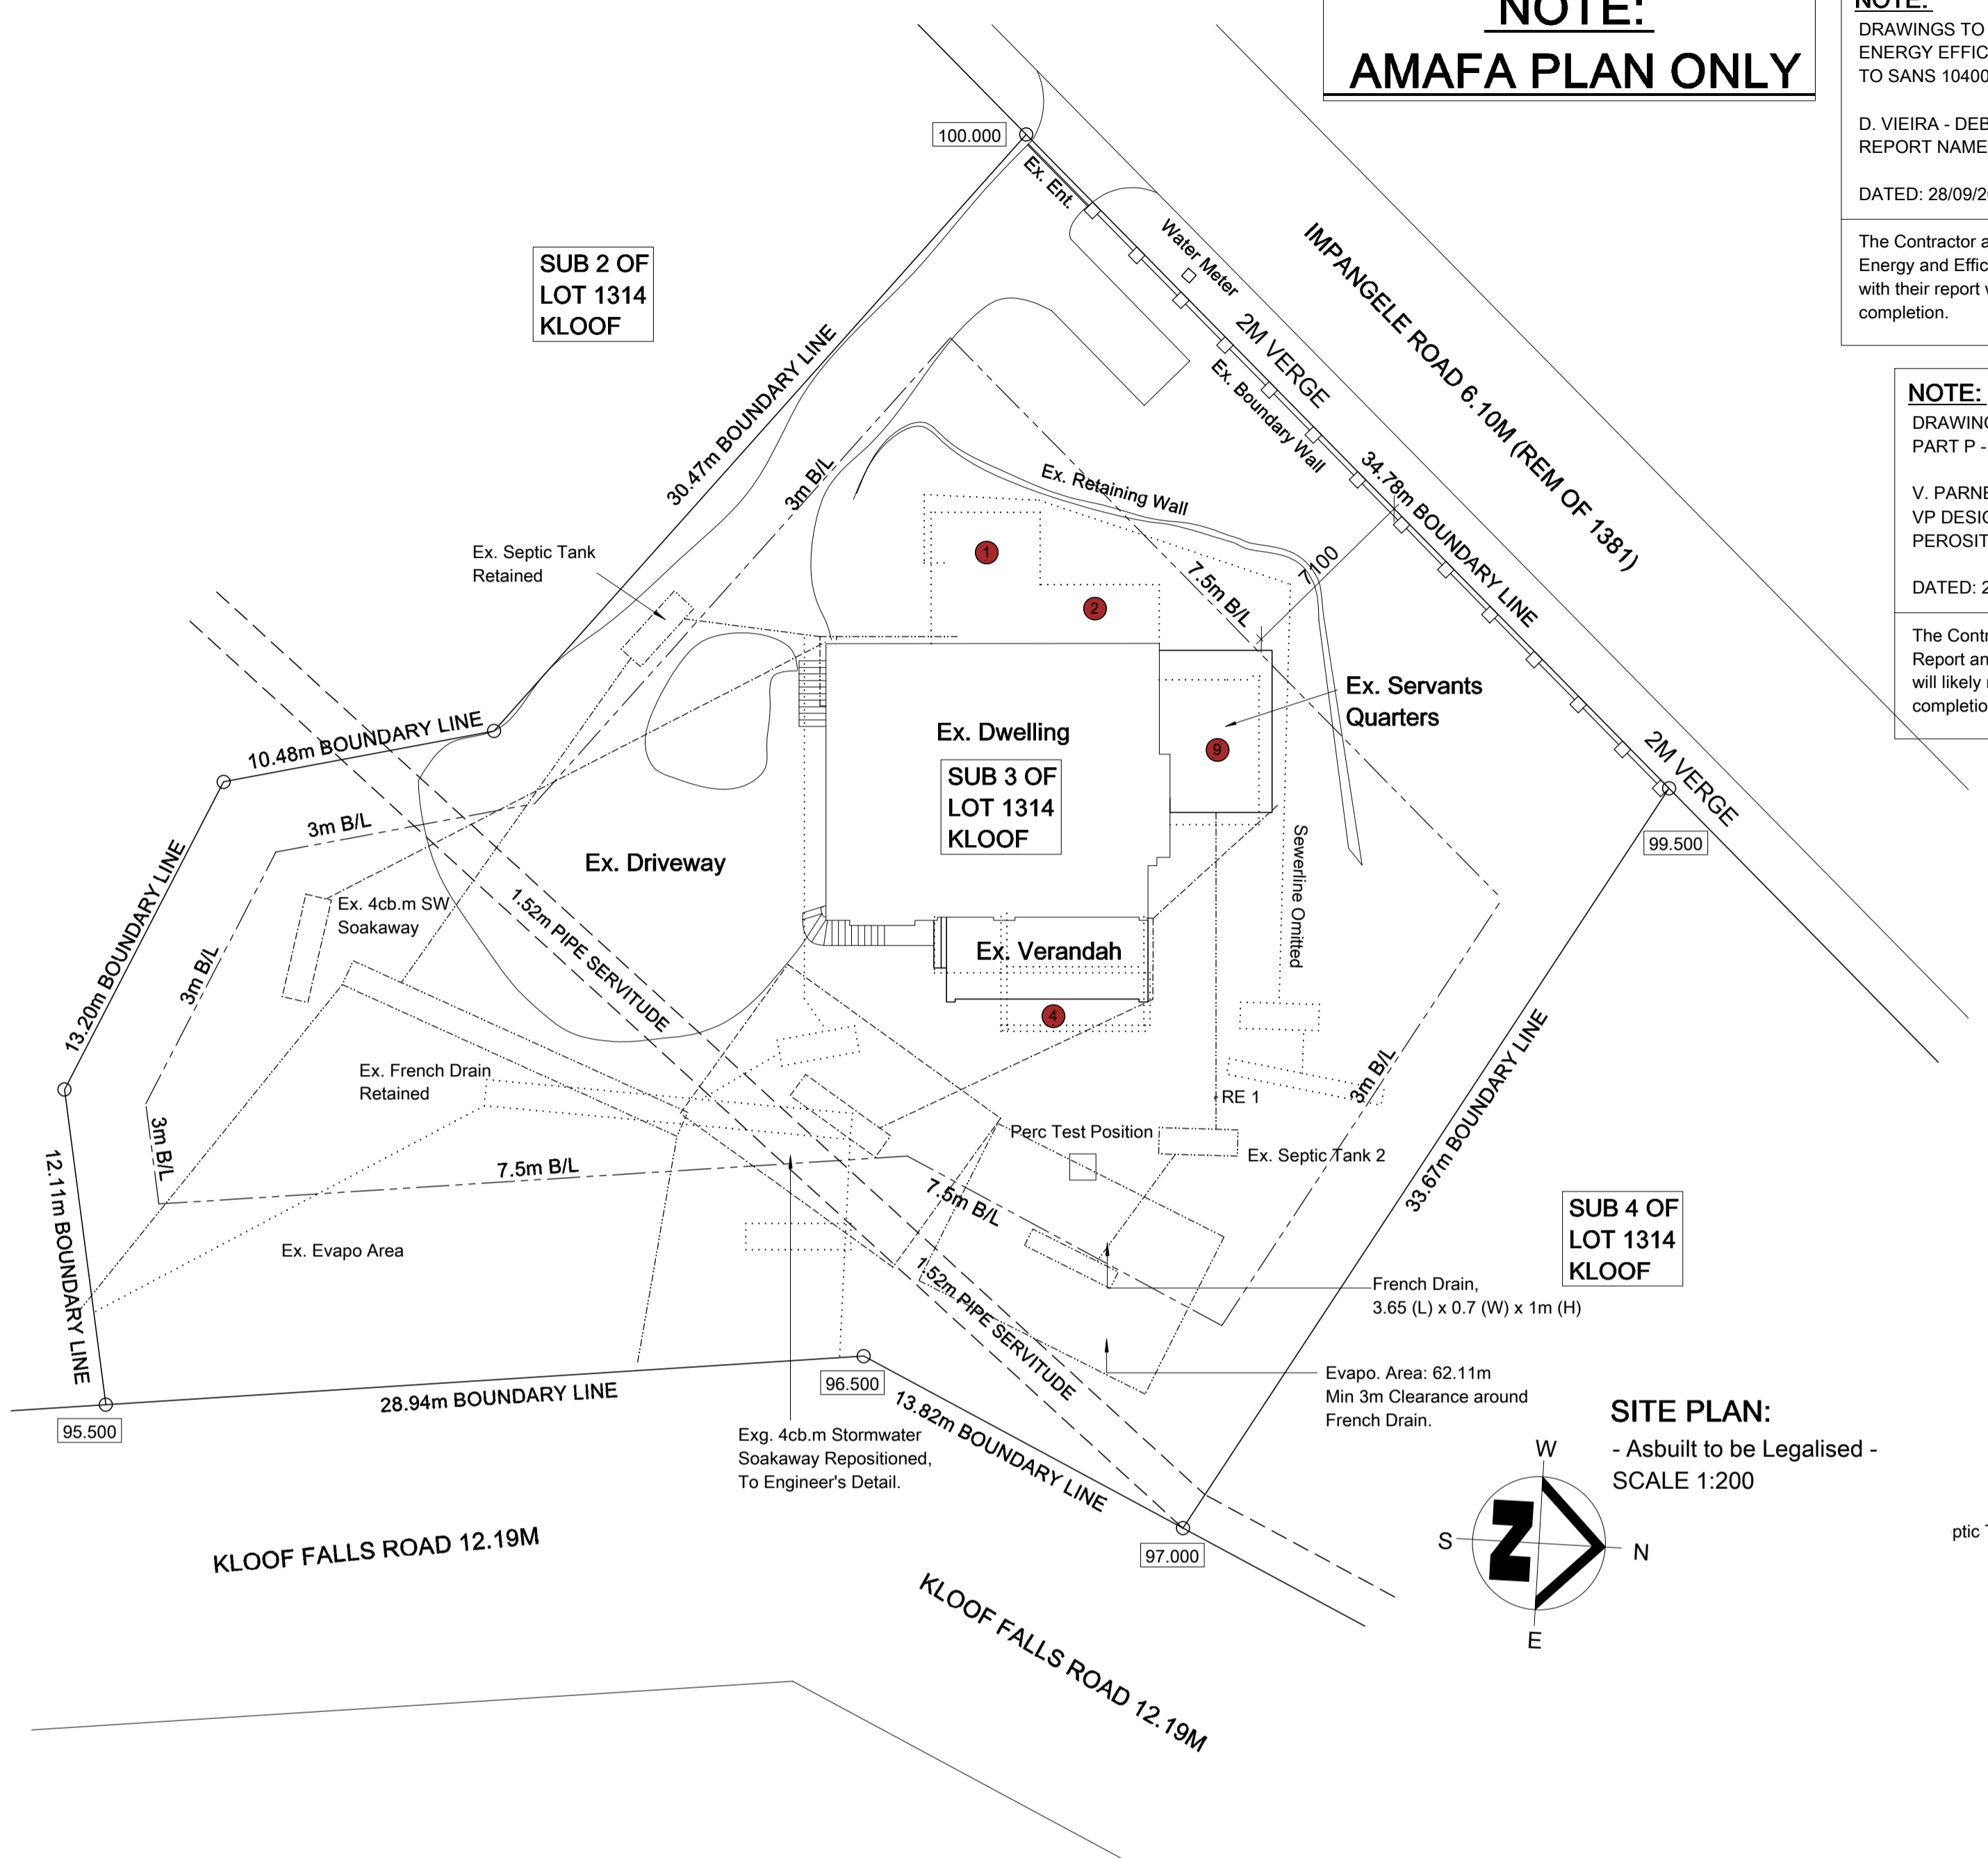 NOTE:
AMAFA PLAN ONLY
NOTE:
DRAWINGS TO
ENERGY EFFIC
TO SANS 10400
D. VIEIRA - DEB
REPORT NAME
DATED: 28/09/2
The Contractor a
Energy and Effic
with their report
completion.
NOTE:
DRAWING
PART P -
V. PARNE
VP DESIG
PEROSIT
DATED: 2
The Contr
Report an
will likely
completio
100.000
Ex. Ent.
Water Meter
2M VERGE
IMPANGELE ROAD 6.10M (REM OF 1381)
SUB 2 OF
LOT 1314
KLOOF
30.47m BOUNDARY LINE
3m B/L
Ex. Boundary Wall
34.78m BOUNDARY LINE
Ex. Retaining Wall
1
2
7.5m B/L
7.100
Ex. Septic Tank
Retained
Ex. Servants
Quarters
9
Ex. Dwelling
SUB 3 OF
LOT 1314
KLOOF
2M VERGE
99.500
10.48m BOUNDARY LINE
3m B/L
Ex. Driveway
Sewerline Omitted
13.20m BOUNDARY LINE
3m B/L
Ex. 4cb.m SW
Soakaway
1.52m PIPE SERVITUDE
Ex. Verandah
4
Ex. French Drain
Retained
RE 1
3m B/L
33.67m BOUNDARY LINE
Perc Test Position
Ex. Septic Tank 2
12.11m BOUNDARY LINE
3m B/L
7.5m B/L
7.5m B/L
Ex. Evapo Area
SUB 4 OF
LOT 1314
KLOOF
1.52m PIPE SERVITUDE
French Drain,
3.65 (L) x 0.7 (W) x 1m (H)
Evapo. Area: 62.11m
Min 3m Clearance around
French Drain.
95.500
28.94m BOUNDARY LINE
96.500
13.82m BOUNDARY LINE
Exg. 4cb.m Stormwater
Soakaway Repositioned,
To Engineer's Detail.
97.000
SITE PLAN:
- Asbuilt to be Legalised -
SCALE 1:200
W
S
N
N
E
ptic
KLOOF FALLS ROAD 12.19M
KLOOF FALLS ROAD 12.19M